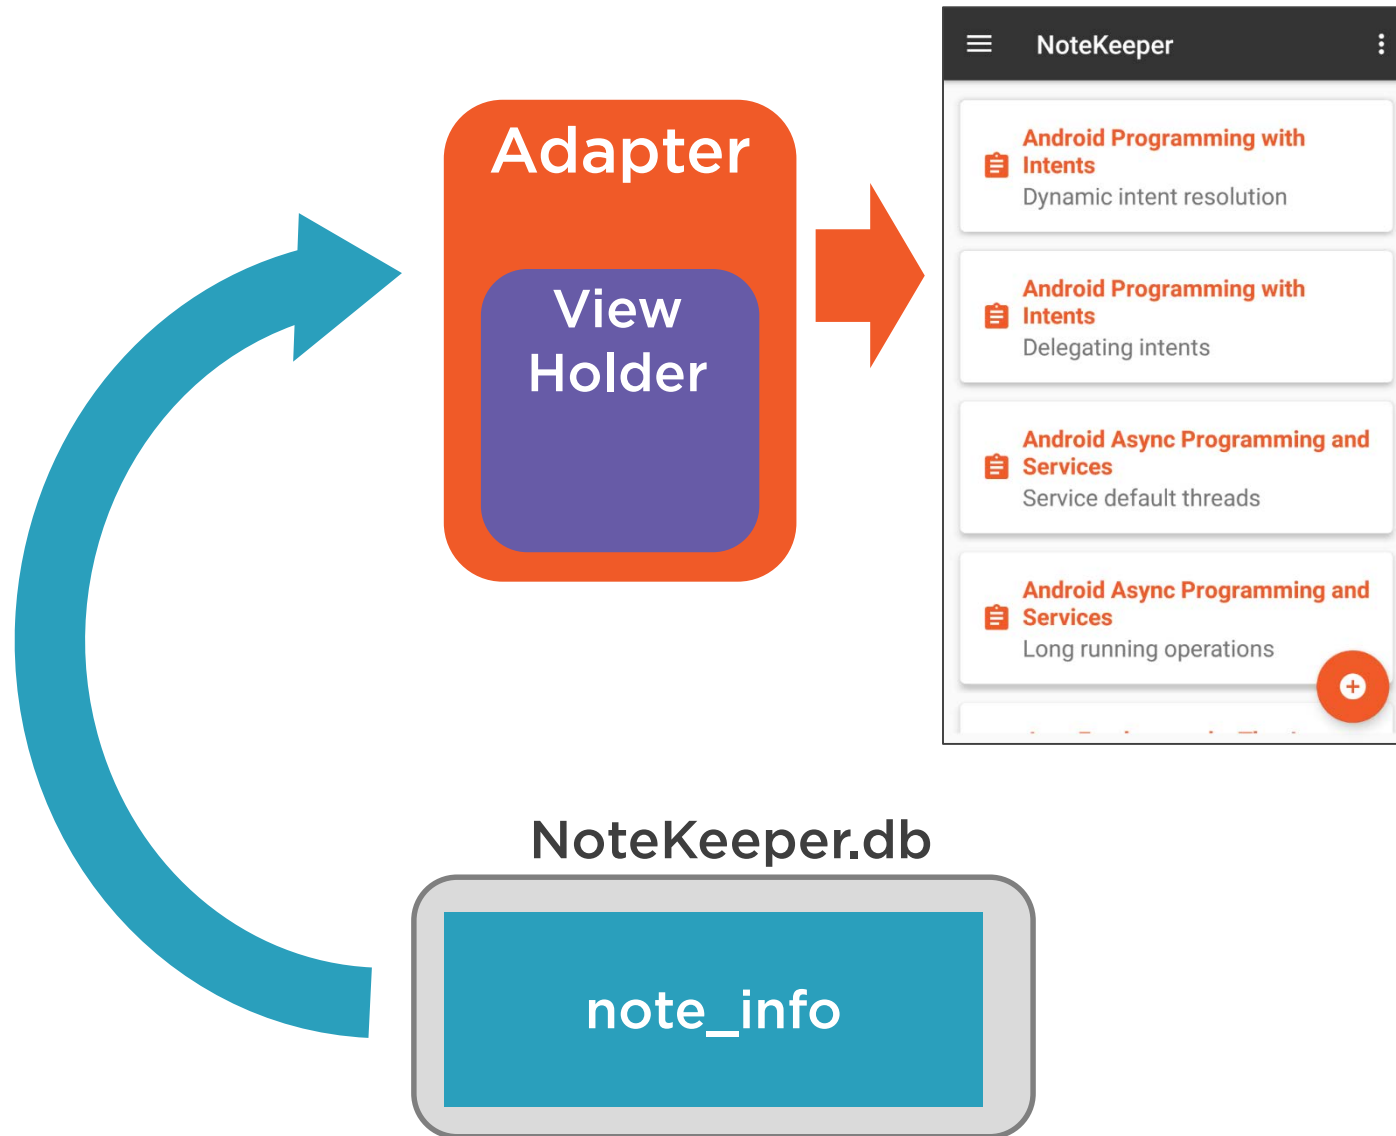 NoteKeeper
Adapter
View
Holder
Android Programming with
Intents
Dynamic intent resolution
Android Programming with
Intents
Delegating intents
Android Async Programming and
Services
Service default threads
Android Async Programming and
Services
Long running operations
NoteKeeper.db
note_info